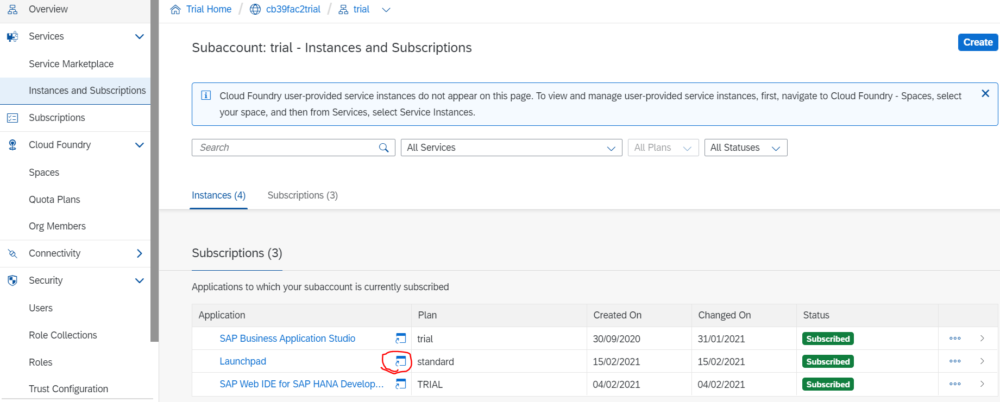 Overview
Services
Service Marketplace
Instances and Subscriptions
Subscriptions
Cloud Foundry
Spaces
Quota Plans
Org Members
Connectivity
Security
Users
Role Collections
Roles
Trust Configuration
Trial Home / cb39fac2trial / trial
Subaccount: trial - Instances and Subscriptions
Create
Cloud Foundry user-provided service instances do not appear on this page. To view and manage user-provided service instances, first, navigate to Cloud Foundry - Spaces, select
your space, and then from Services, select Service Instances.
Search All Services All Plans All Statuses
Instances (4) Subscriptions (3)
Subscriptions (3)
Applications to which your subaccount is currently subscribed
Application Plan Created On Changed On Status
SAP Business Application Studio trial 30/09/2020 31/01/2021 Subscribed
Launchpad standard 15/02/2021 15/02/2021 Subscribed
SAP Web IDE for SAP HANA Develop... TRIAL 04/02/2021 04/02/2021 Subscribed